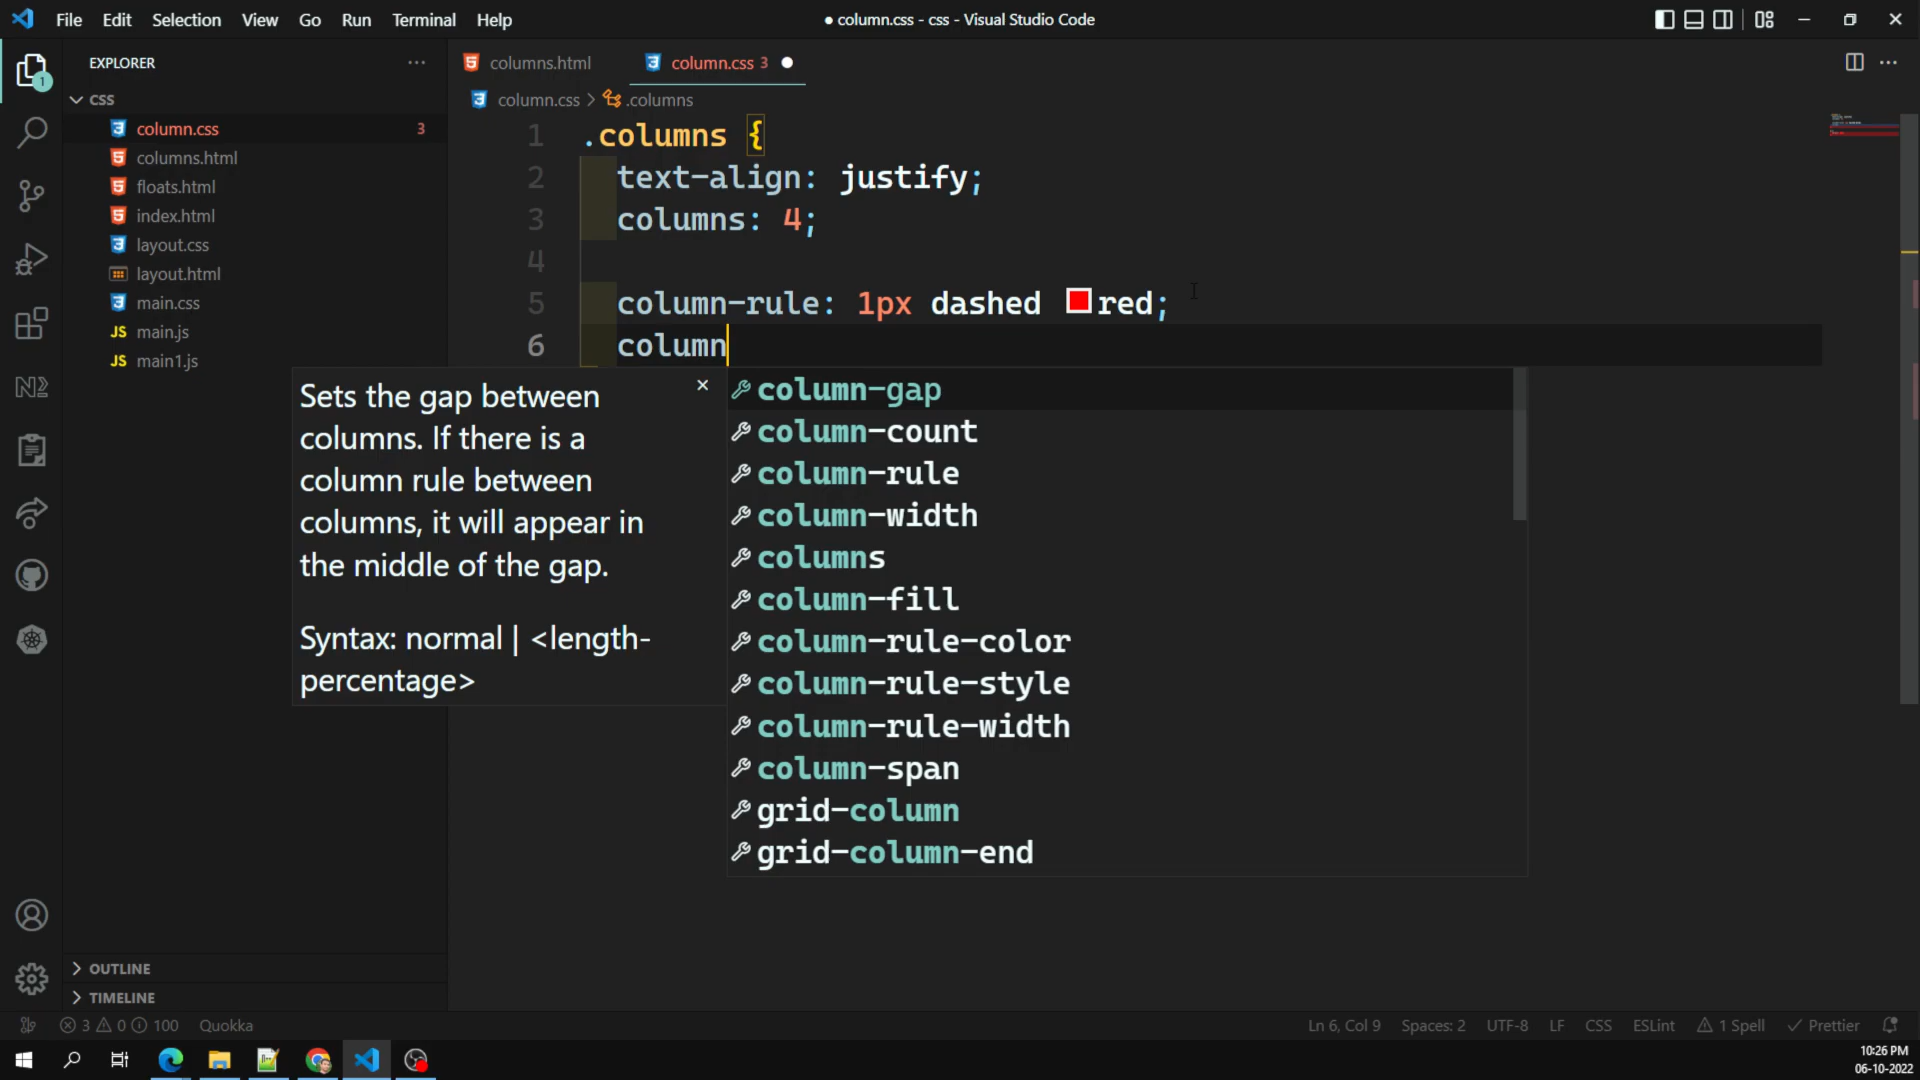 File Edit Selection View Go Run Terminal Help
● column.css - css - Visual Studio Code
EXPLORER
columns.html
column.css 3
CSS
column.css > .columns
column.css 3
columns.html
floats.html
index.html
layout.css
layout.html
main.css
JS main.js
JS main1.js
1 .columns {
2 text-align: justify;
3 columns: 4;
4
5 column-rule: 1px dashed red;
6 column
Sets the gap between
columns. If there is a
column rule between
columns, it will appear in
the middle of the gap.
Syntax: normal | <length-
percentage>
column-gap
column-count
column-rule
column-width
columns
column-fill
column-rule-color
column-rule-style
column-rule-width
column-span
grid-column
grid-column-end
OUTLINE
TIMELINE
3 0 100 Quokka
Ln 6, Col 9 Spaces: 2 UTF-8 LF CSS ESLint 1 Spell Prettier
10:26 PM
06-10-2022